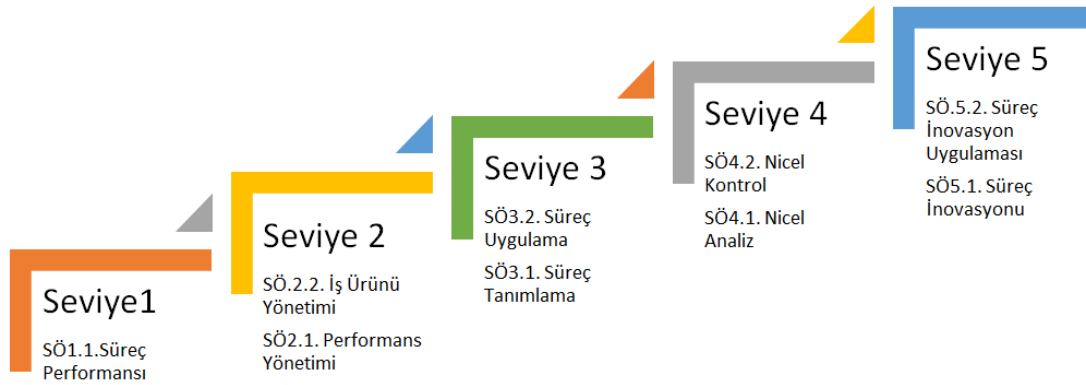 Seviye1
SÖ1.1.Süreç
Performansı
Seviye 2
SÖ.2.2. İş Ürünü
Yönetimi
SÖ2.1. Performans
Yönetimi
Seviye 3
SÖ3.2. Süreç
Uygulama
SÖ3.1. Süreç
Tanımlama
Seviye 4
SÖ4.2. Nicel
Kontrol
SÖ4.1. Nicel
Analiz
Seviye 5
SÖ.5.2. Süreç
İnovasyon
Uygulaması
SÖ5.1. Süreç
İnovasyonu